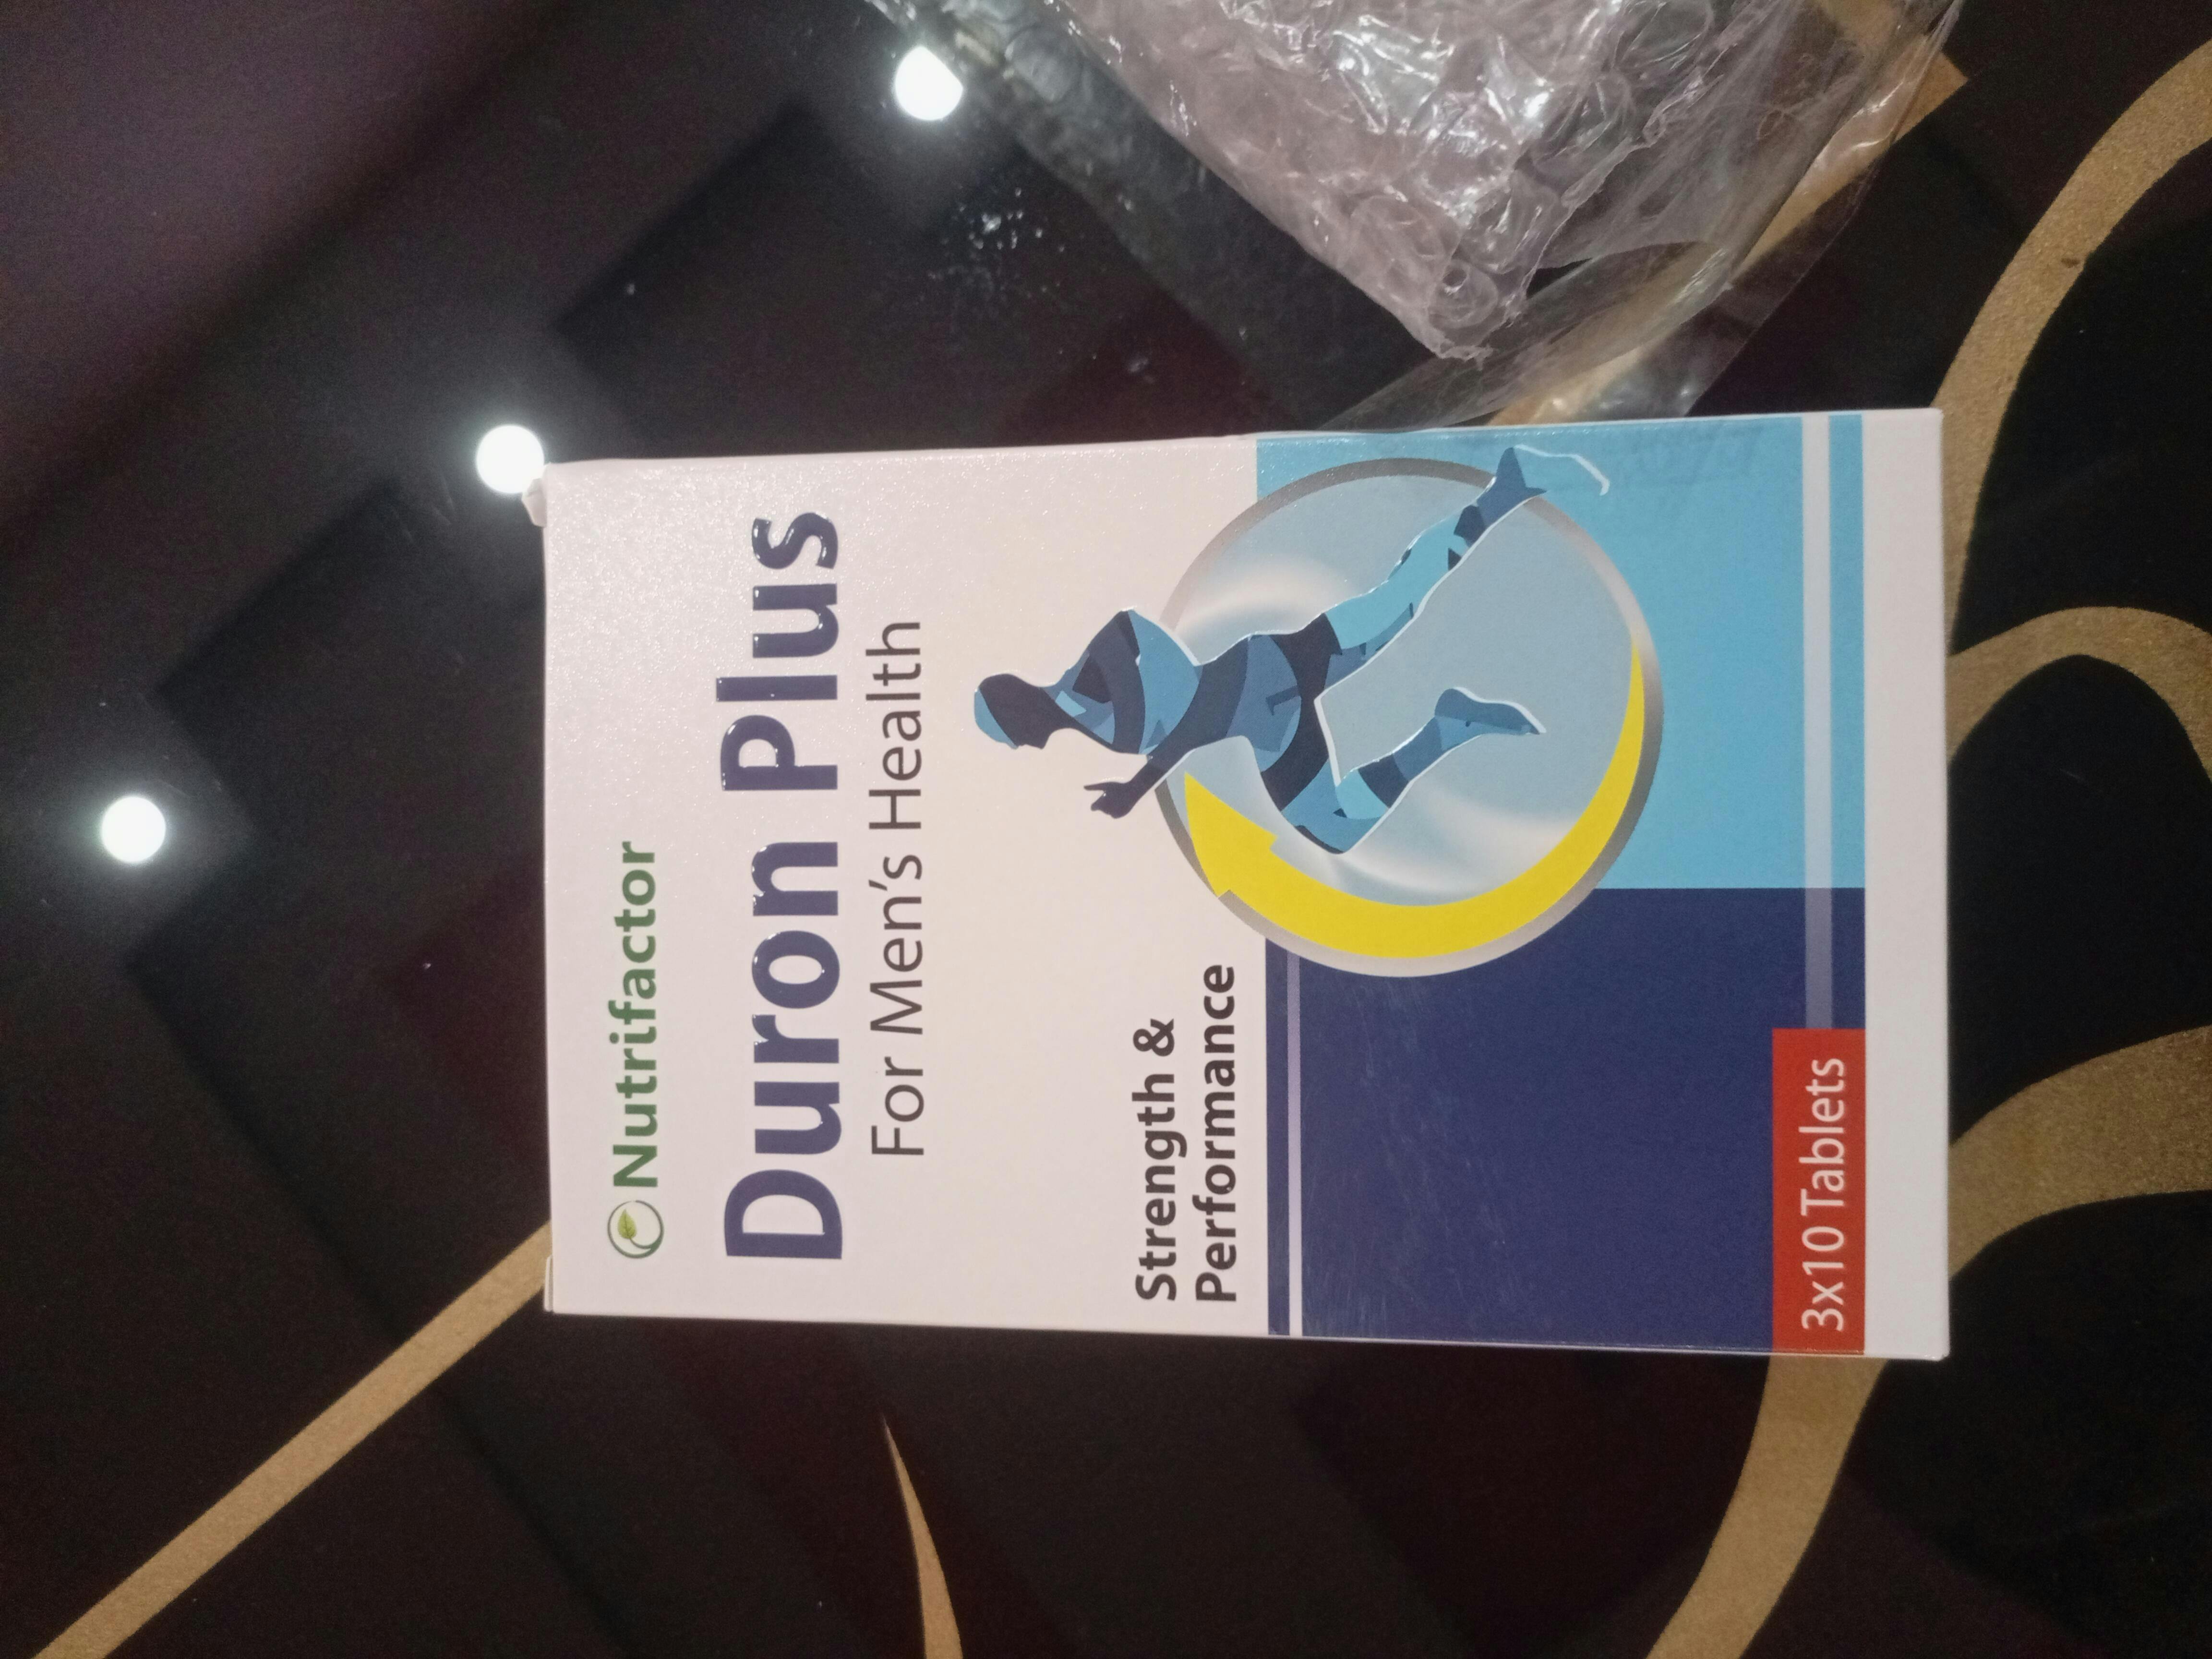 Nutrifactor
Duron Plus
For Men's Health
Strength &
Performance
3x10 Tablets